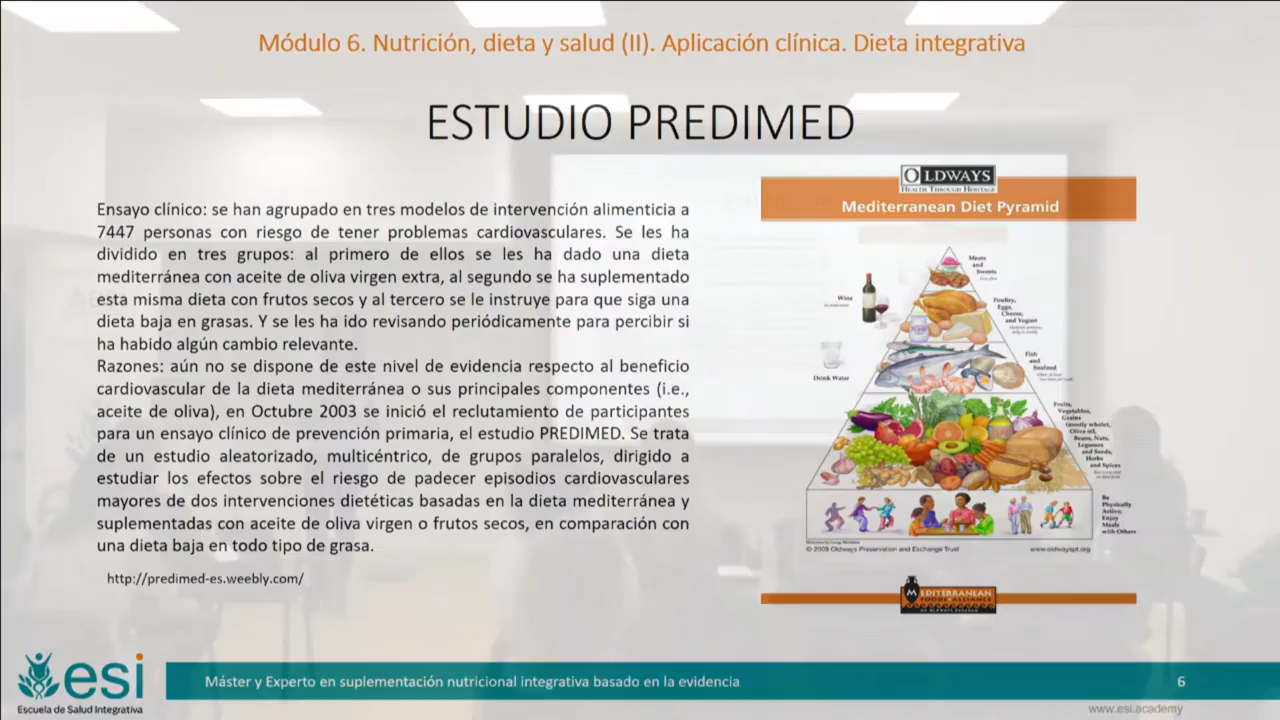 Módulo 6. Nutrición, dieta y salud (II). Aplicación clínica. Dieta integrativa
ESTUDIO PREDIMED
Ensayo clínico: se han agrupado en tres modelos de intervención alimenticia a
7447 personas con riesgo de tener problemas cardiovasculares. Se les ha
dividido en tres grupos: al primero de ellos se les ha dado una dieta
mediterránea con aceite de oliva virgen extra, al segundo se ha suplementado
esta misma dieta con frutos secos y al tercero se le instruye para que siga una
dieta baja en grasas. Y se les ha ido revisando periódicamente para percibir si
ha habido algún cambio relevante.
Razones: aún no se dispone de este nivel de evidencia respecto al beneficio
cardiovascular de la dieta mediterránea o sus principales componentes (i.e.,
aceite de oliva), en Octubre 2003 se inició el reclutamiento de participantes
para un ensayo clínico de prevención primaria, el estudio PREDIMED. Se trata
de un estudio aleatorizado, multicéntrico, de grupos paralelos, dirigido a
estudiar los efectos sobre el riesgo de padecer episodios cardiovasculares
mayores de dos intervenciones dietéticas basadas en la dieta mediterránea y
suplementadas con aceite de oliva virgen o frutos secos, en comparación con
una dieta baja en todo tipo de grasa.
http://predimed-es.weebly.com/
OLDWAYS
HEALTH THROUGH HERITAGE
Mediterranean Diet Pyramid
Meats
and
Sweets
Wine
Poultry,
Eggs,
Cheese,
and Yogurt
Drink Water
Fish
and
Seafood
Fruits,
Vegetables,
Grains
(mostly whole),
Olive oil,
Beans, Nuts,
Legumes
and Seeds,
Herbs
and Spices
Be
Physically
Active;
Enjoy
Meals
with Others
© 2009 Oldways Preservation and Exchange Trust
www.oldwayspt.org
MEDITERRANEAN
FOODS ALLIANCE
esi
Escuela de Salud Integrativa
Máster y Experto en suplementación nutricional integrativa basado en la evidencia
6
www.esi.academy